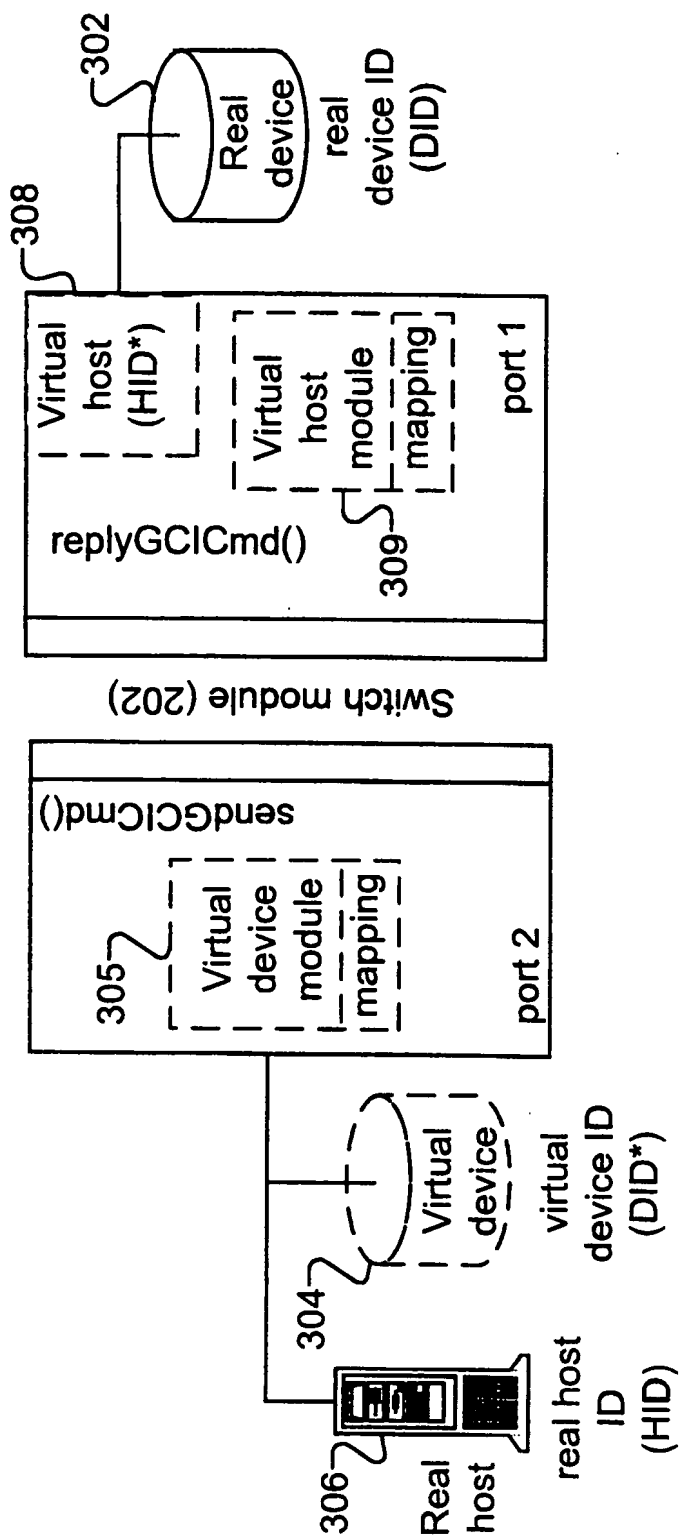 306
Real
host
real host
ID
(HID)
304
Virtual
device
virtual
device ID
(DID*)
305
Virtual
device
module
mapping
sendGCICmd()
port 2
Switch module (202)
replyGCICmd()
Virtual
host
(HID*)
308
Virtual
host
module
mapping
309
port 1
302
Real
device
real
device ID
(DID)